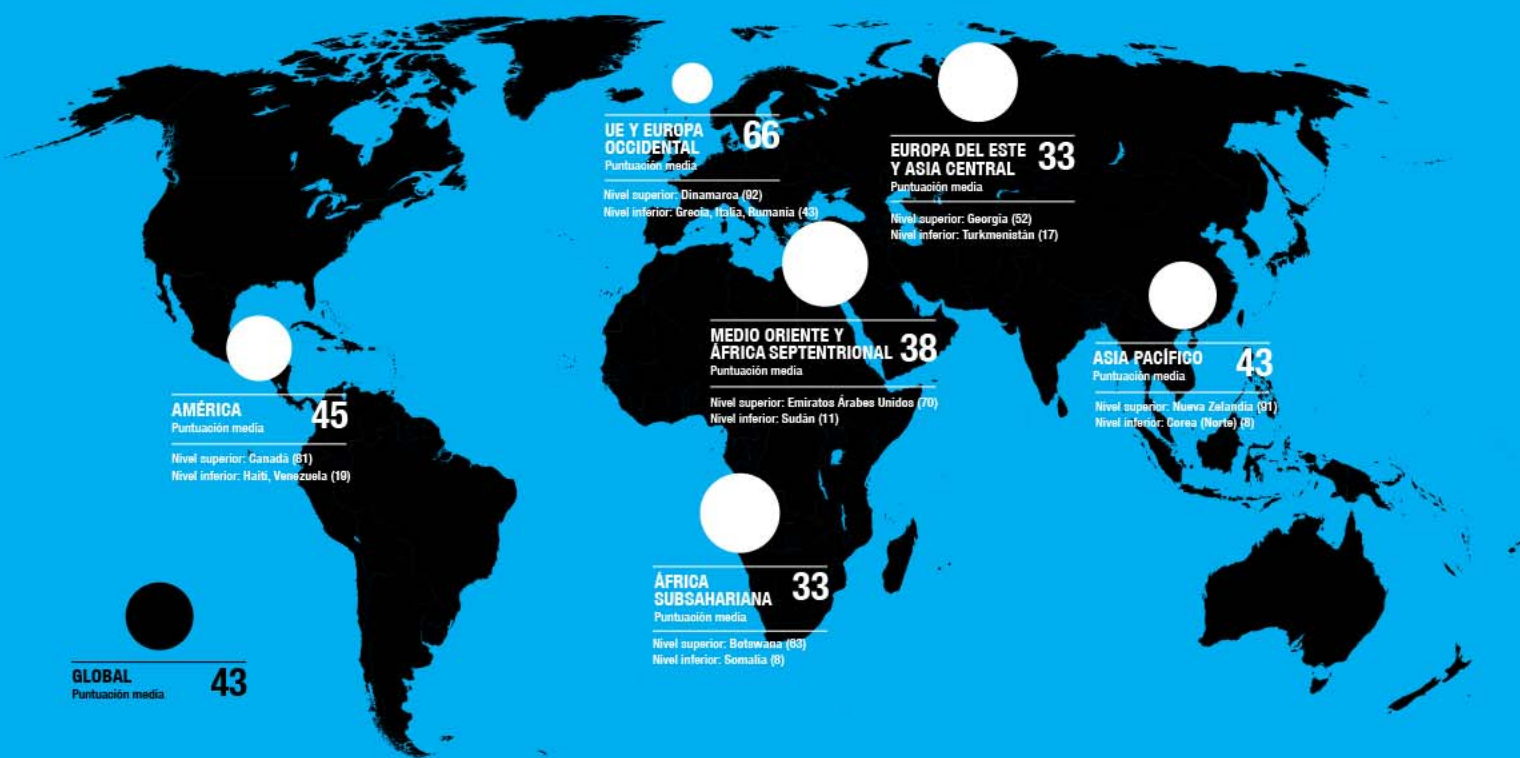 UE Y EUROPA
OCCIDENTAL 66
Puntuación media
Nivel superior: Dinamarca (92)
Nivel inferior: Grecia, Italia, Rumania (43)
EUROPA DEL ESTE
Y ASIA CENTRAL 33
Puntuación media
Nivel superior: Georgia (52)
Nivel inferior: Turkmenistán (17)
MEDIO ORIENTE Y
ÁFRICA SEPTENTRIONAL 38
Puntuación media
Nivel superior: Emiratos Árabes Unidos (70)
Nivel inferior: Sudán (11)
ASIA PACÍFICO 43
Puntuación media
Nivel superior: Nueva Zelandia (91)
Nivel inferior: Corea (Norte) (8)
AMÉRICA 45
Puntuación media
Nivel superior: Canadá (81)
Nivel inferior: Haití, Venezuela (19)
ÁFRICA
SUBSAHARIANA 33
Puntuación media
Nivel superior: Botswana (63)
Nivel inferior: Somalia (8)
GLOBAL 43
Puntuación media